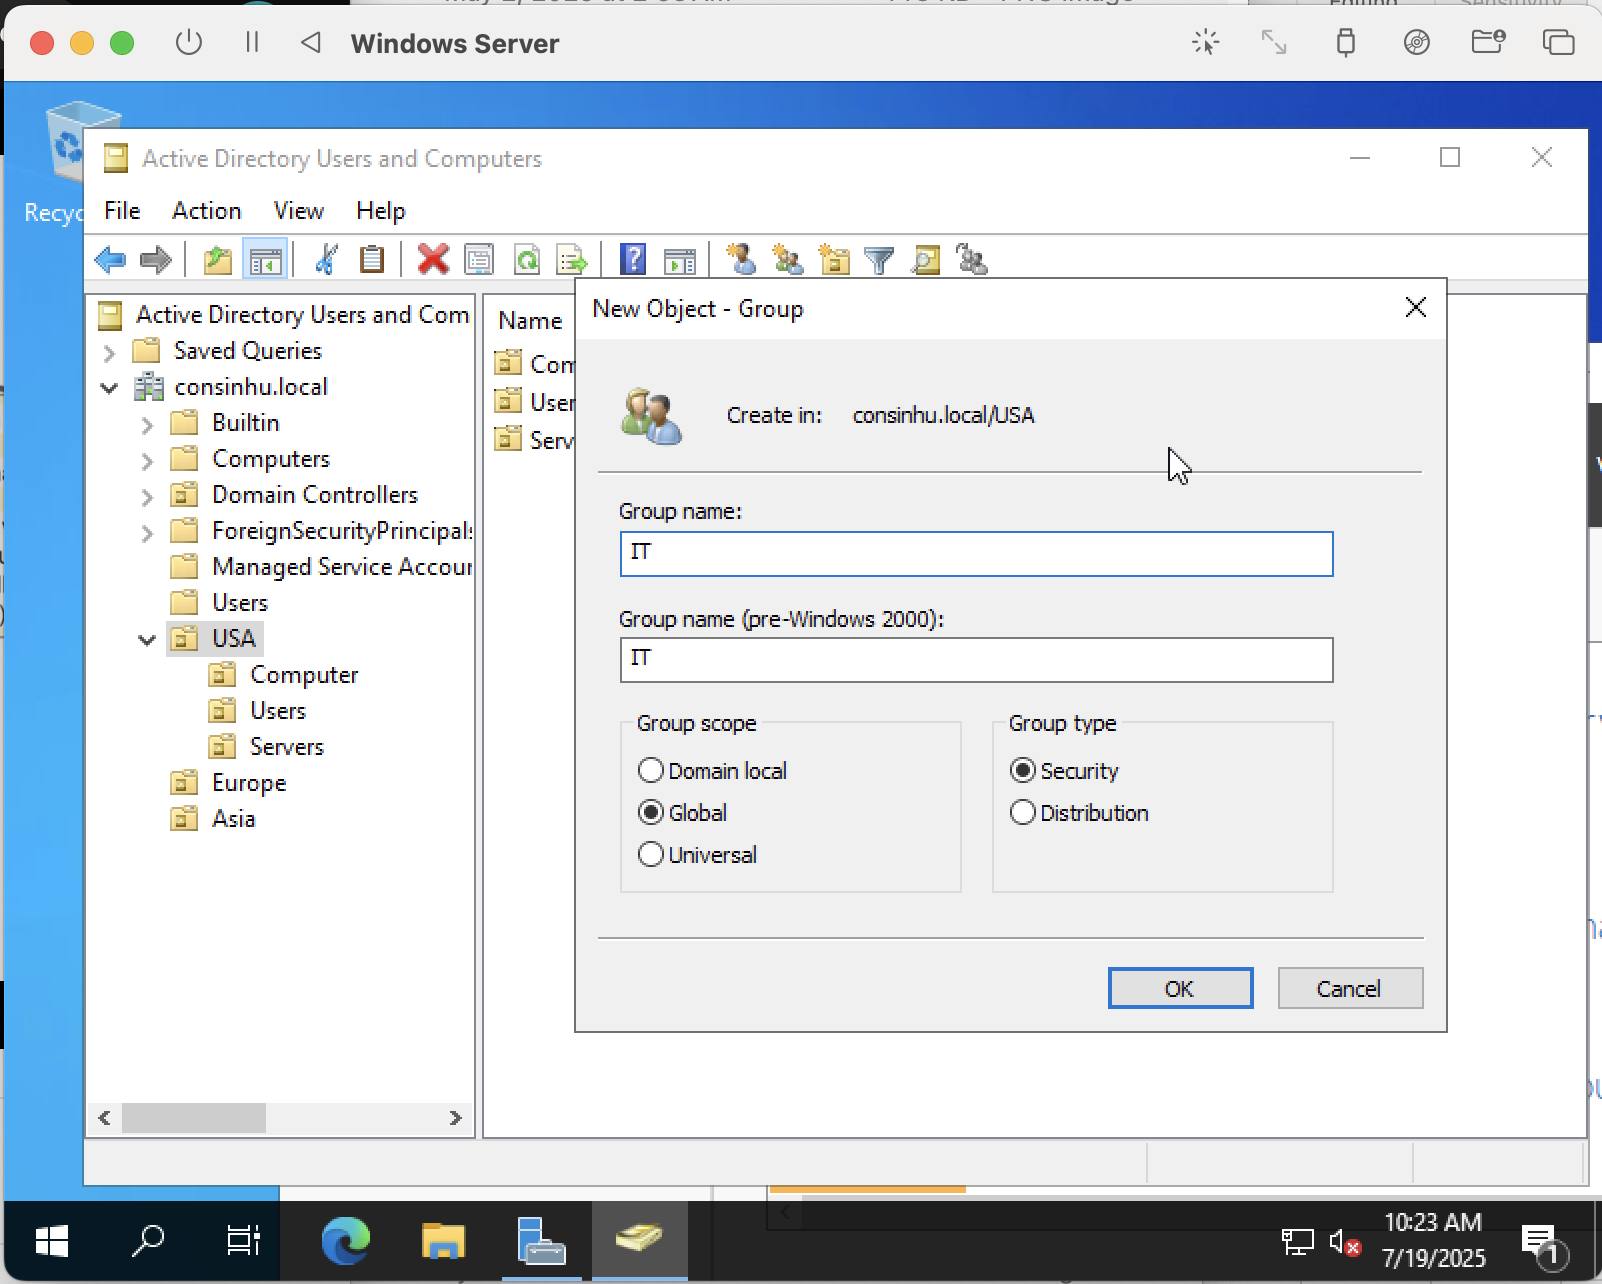 Windows Server
Recyc
Active Directory Users and Computers
File Action View Help
Active Directory Users and Com
Saved Queries
consinhu.local
Builtin
Computers
Domain Controllers
ForeignSecurityPrincipals
Managed Service Accour
Users
USA
Computer
Users
Servers
Europe
Asia
Name
Com
User
Serv
New Object - Group
Create in: consinhu.local/USA
Group name:
IT
Group name (pre-Windows 2000):
IT
Group scope
Domain local
Global
Universal
Group type
Security
Distribution
OK Cancel
10:23 AM
7/19/2025
1